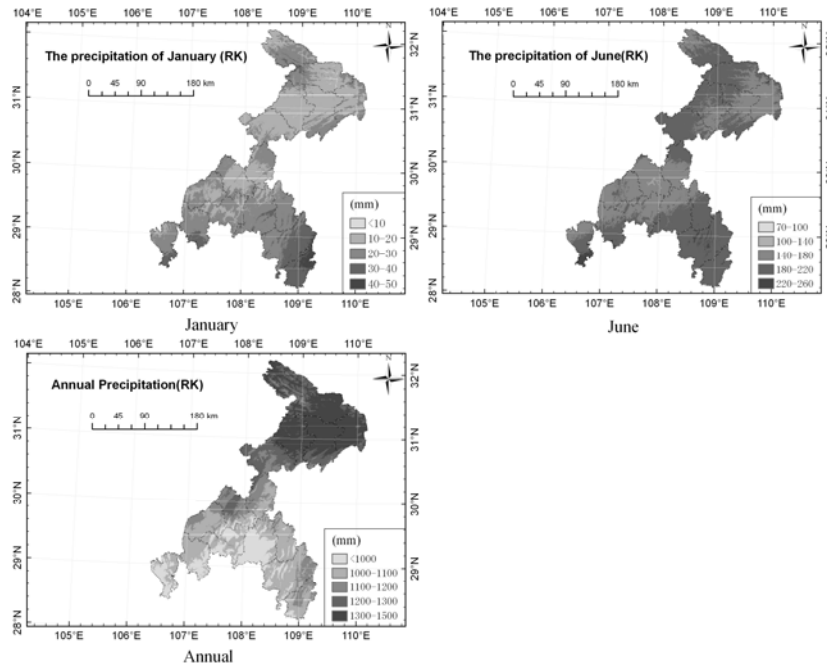 104°E 105°E 106°E 107°E 108°E 109°E 110°E
The precipitation of January (RK)
N
0 45 90 180 km
32°N
31°N
30°N
29°N
28°N
(mm)
<10
10-20
20-30
30-40
40-50
105°E 106°E 107°E 108°E 109°E 110°E
January
104°E 105°E 106°E 107°E 108°E 109°E 110°E
The precipitation of June(RK)
N
0 45 90 180 km
32°N
31°N
30°N
29°N
28°N
(mm)
70-100
100-140
140-180
180-220
220-260
105°E 106°E 107°E 108°E 109°E 110°E
June
104°E 105°E 106°E 107°E 108°E 109°E 110°E
Annual Precipitation(RK)
N
0 45 90 180 km
32°N
31°N
30°N
29°N
28°N
(mm)
<1000
1000-1100
1100-1200
1200-1300
1300-1500
105°E 106°E 107°E 108°E 109°E 110°E
Annual